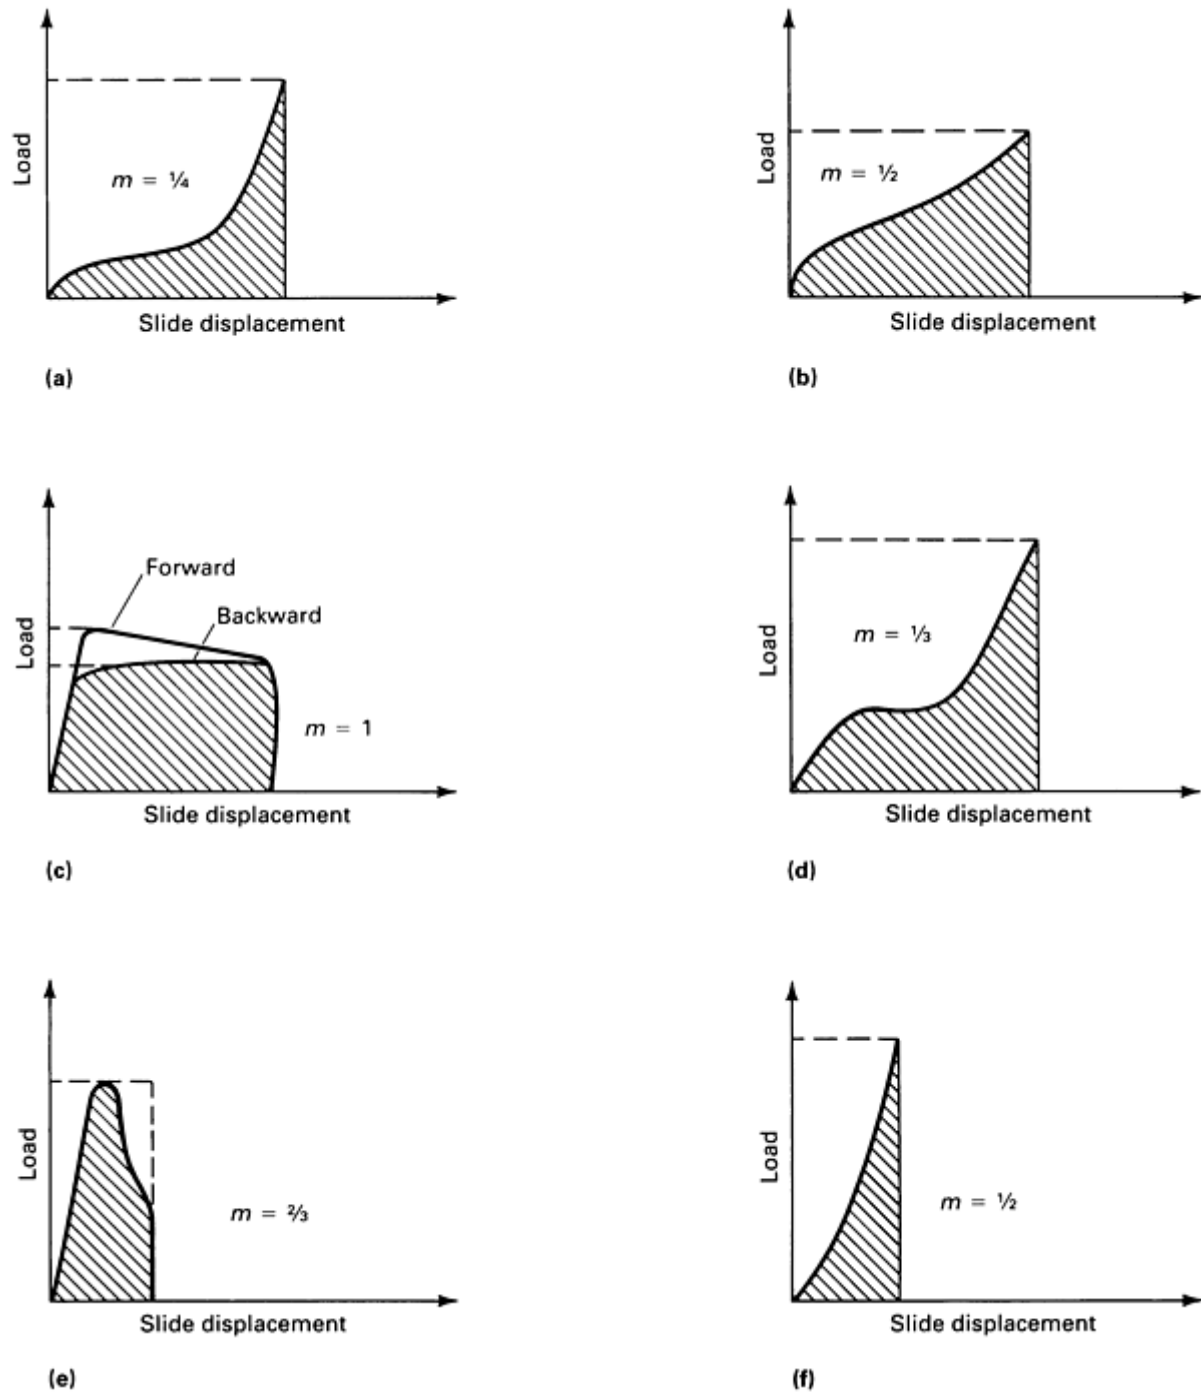 Load
m = ¼
Slide displacement
(a)
Load
m = ½
Slide displacement
(b)
Load
Forward
Backward
m = 1
Slide displacement
(c)
Load
m = ⅓
Slide displacement
(d)
Load
m = ⅔
Slide displacement
(e)
Load
m = ½
Slide displacement
(f)